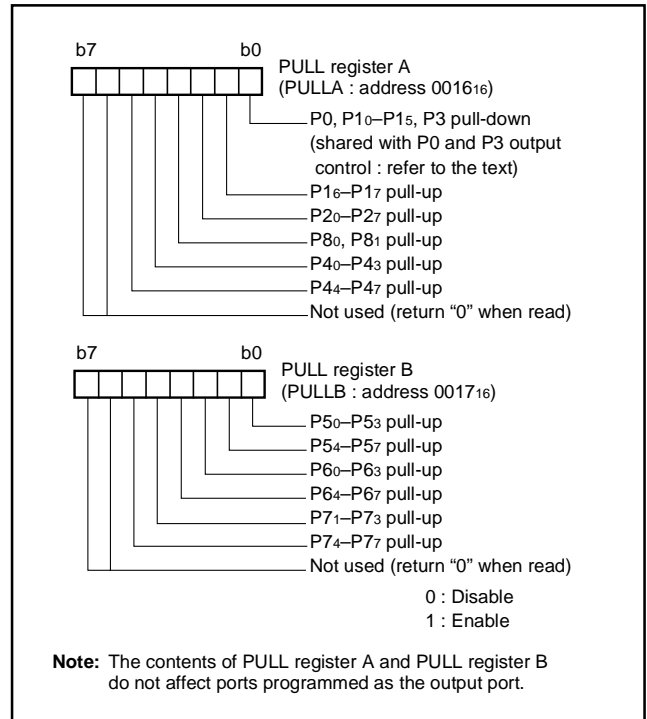 b7 b0
PULL register A
(PULLA : address 0016₁₆)
P0, P1₀–P1₅, P3 pull-down
(shared with P0 and P3 output
control : refer to the text)
P1₆–P1₇ pull-up
P2₀–P2₇ pull-up
P8₀, P8₁ pull-up
P4₀–P4₃ pull-up
P4₄–P4₇ pull-up
Not used (return “0” when read)
b7 b0
PULL register B
(PULLB : address 0017₁₆)
P5₀–P5₃ pull-up
P5₄–P5₇ pull-up
P6₀–P6₃ pull-up
P6₄–P6₇ pull-up
P7₁–P7₃ pull-up
P7₄–P7₇ pull-up
Not used (return “0” when read)
0 : Disable
1 : Enable
Note: The contents of PULL register A and PULL register B
do not affect ports programmed as the output port.